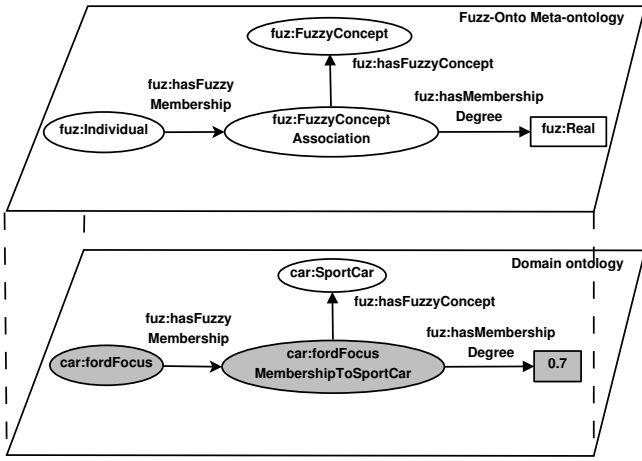 Fuzz-Onto Meta-ontology
fuz:FuzzyConcept
fuz:hasFuzzyConcept
fuz:hasFuzzy
Membership
fuz:hasMembership
Degree
fuz:Individual
fuz:FuzzyConcept
Association
fuz:Real
Domain ontology
car:SportCar
fuz:hasFuzzyConcept
fuz:hasFuzzy
Membership
fuz:hasMembership
Degree
car:fordFocus
car:fordFocus
MembershipToSportCar
0.7